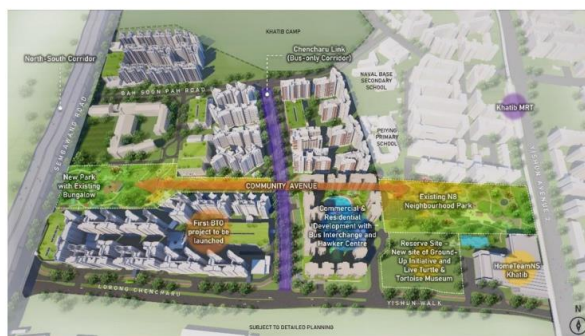 KHATIB CAMP
North-South Corridor
Chencharu Link
(Bus-only Corridor)
NAVAL BASE
SECONDARY
SCHOOL
BAH SOON PAH ROAD
SEMBAWANG ROAD
Khatib MRT
PEIYING
PRIMARY
SCHOOL
YISHUN AVENUE
New Park
with Existing
Bungalow
COMMUNITY AVENUE
Existing NB
Neighbourhood Park
First BTO
project to be
launched
Commercial &
Residential
Development with
Bus Interchange and
Hawker Centre
Reserve Site -
New site of Ground-
Up Initiative and
Live Turtle &
Tortoise Museum
HomeTeamNS
Khatib
LORONG CHENCHARU
YISHUN WALK
N
SUBJECT TO DETAILED PLANNING